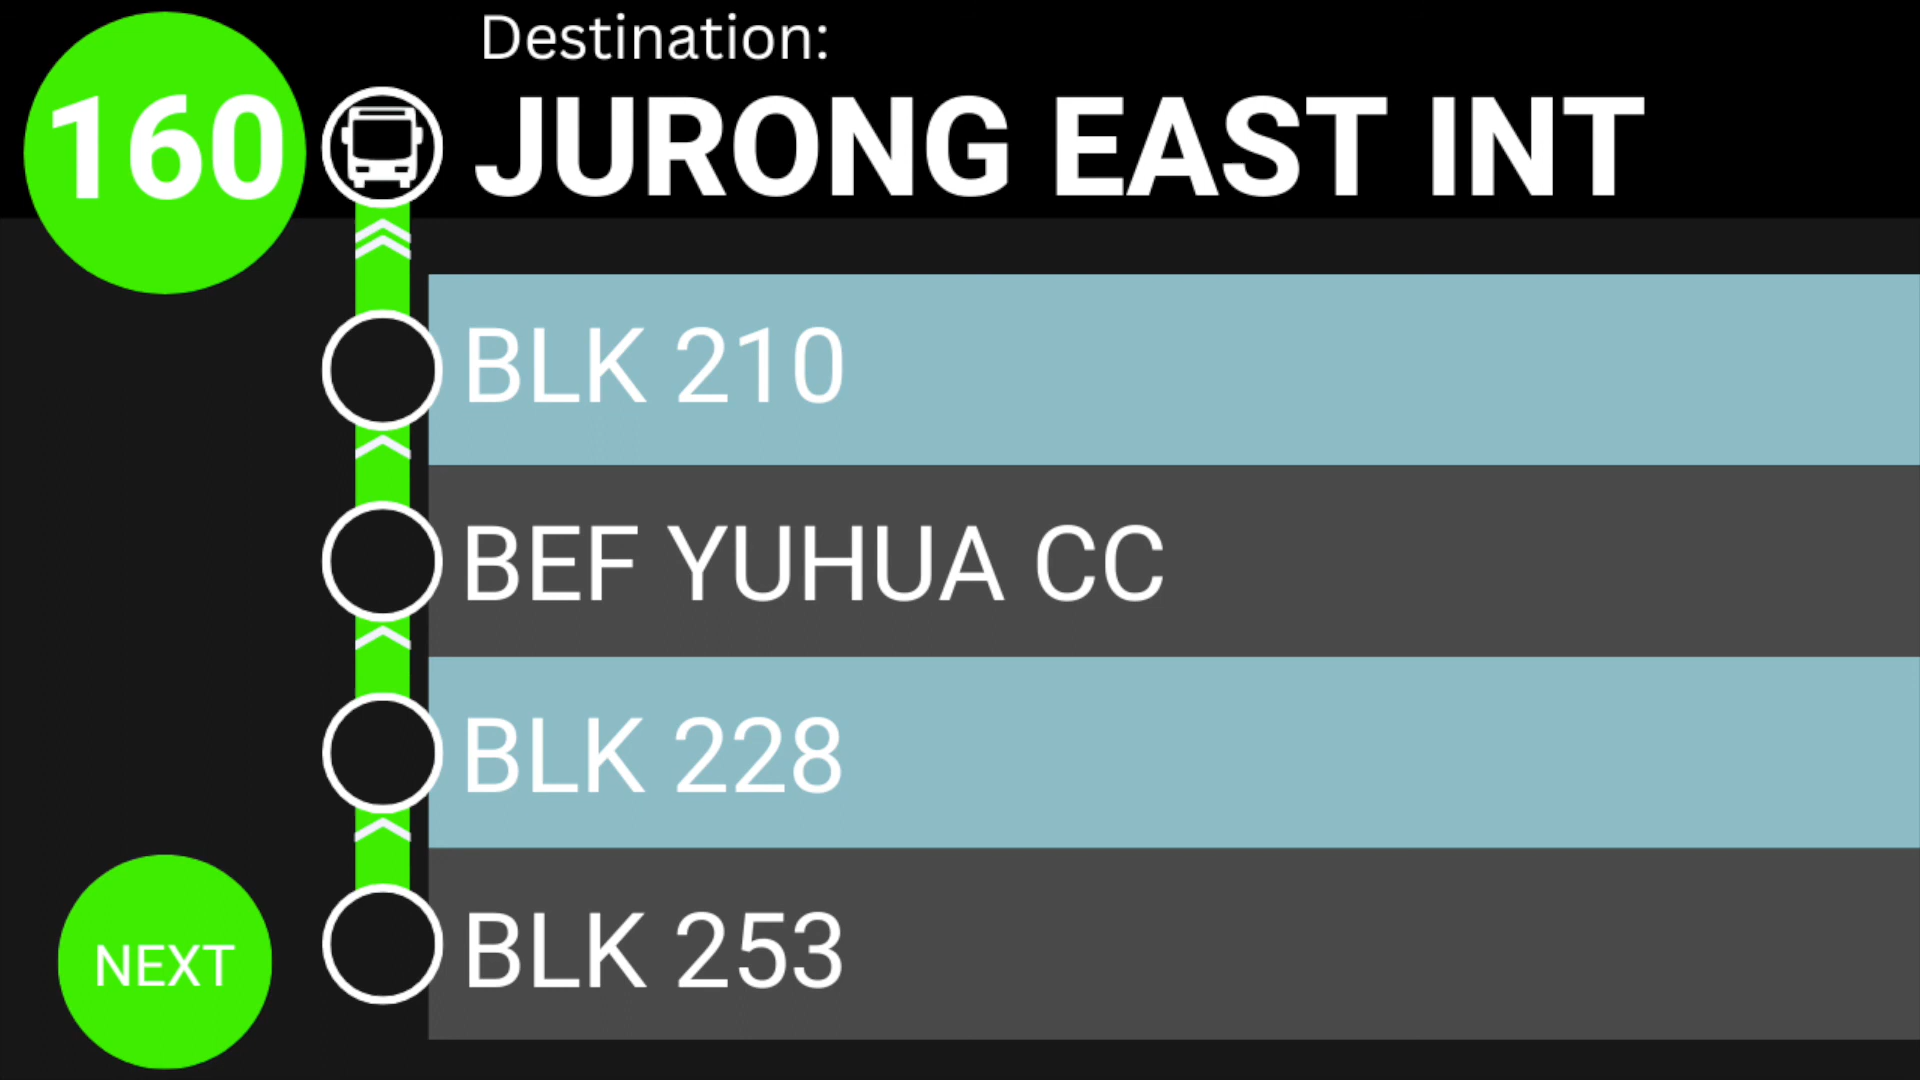 160
Destination:
JURONG EAST INT
BLK 210
BEF YUHUA CC
BLK 228
NEXT
BLK 253